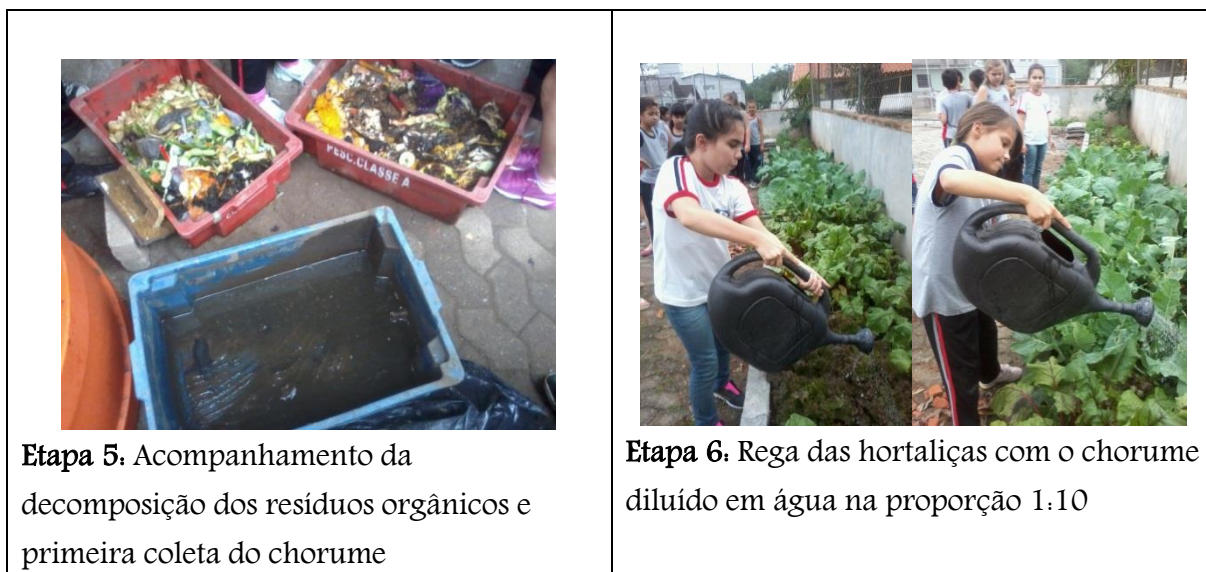 PESC.CLASSE A
Etapa 5: Acompanhamento da
decomposição dos resíduos orgânicos e
primeira coleta do chorume
Etapa 6: Rega das hortaliças com o chorume
diluído em água na proporção 1:10